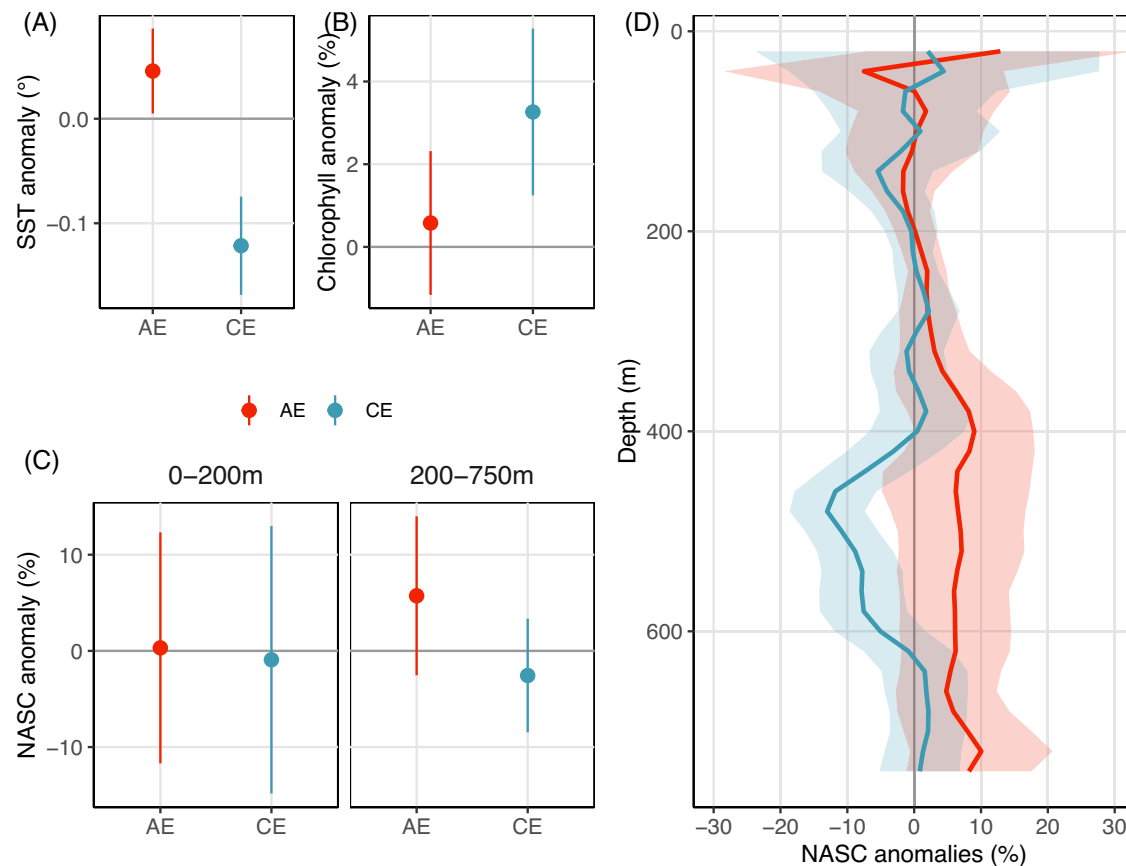 (A)
SST anomaly (°)
0.0
−0.1
AE
CE
(B)
Chlorophyll anomaly (%)
4
2
0
AE
CE
AE
CE
(C)
0−200m
200−750m
NASC anomaly (%)
10
0
−10
AE
CE
AE
CE
(D)
Depth (m)
0
200
400
600
−30
−20
−10
0
10
20
30
NASC anomalies (%)